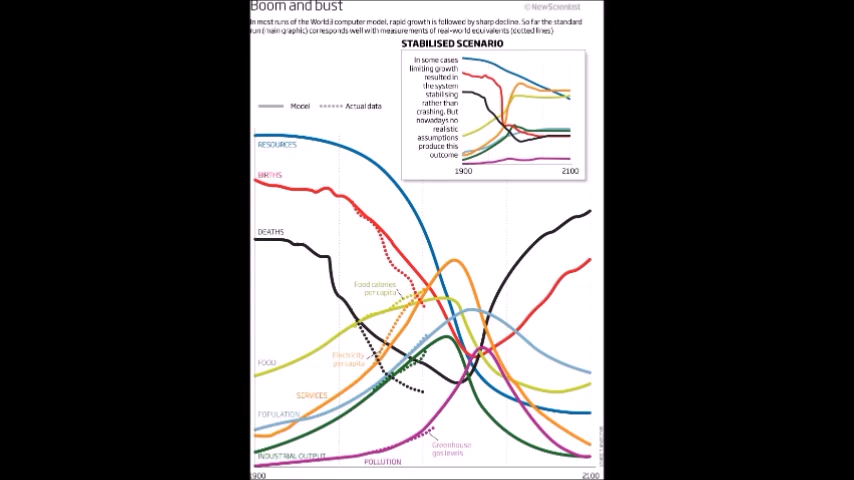 Boom and bust
© NewScientist
In most runs of the World3 computer model, rapid growth is followed by sharp decline. So far the standard
run (main graphic) corresponds well with measurements of real-world equivalents (dotted lines)
STABILISED SCENARIO
In some cases
limiting growth
resulted in
the system
stabilising
rather than
crashing. But
nowadays no
realistic
assumptions
produce this
outcome
1900 2100
Model Actual data
RESOURCES
BIRTHS
DEATHS
Food calories
per capita
Electricity
per capita
FOOD
SERVICES
POPULATION
INDUSTRIAL OUTPUT
POLLUTION
Greenhouse
gas levels
1900 2100